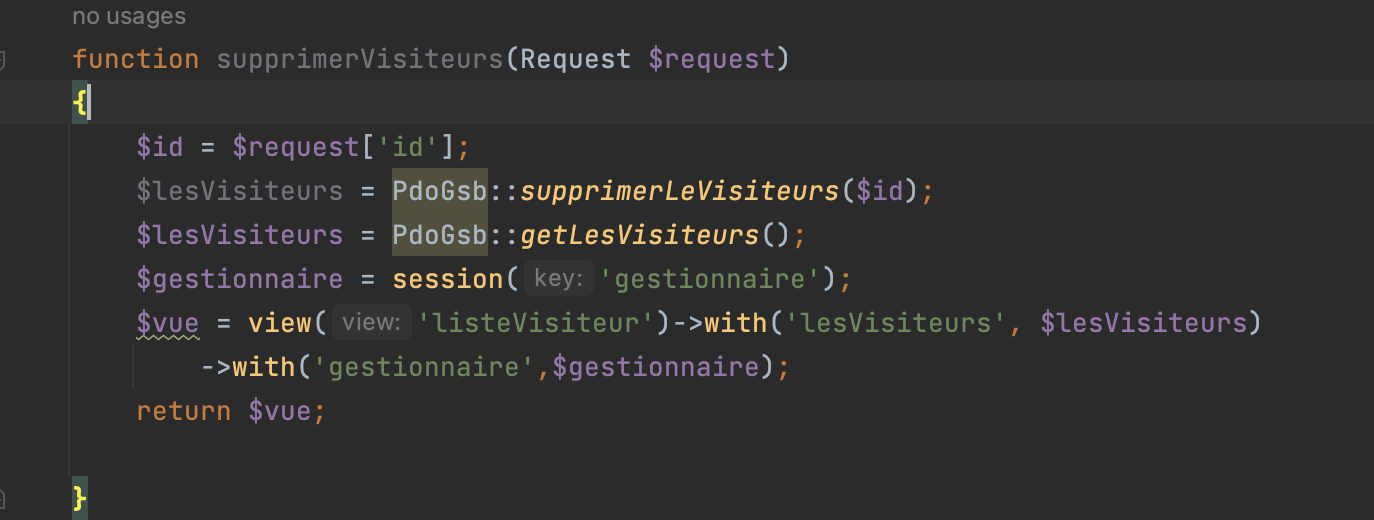 no usages
function supprimerVisiteurs(Request $request)
{
$id = $request['id'];
$lesVisiteurs = PdoGsb::supprimerLeVisiteurs($id);
$lesVisiteurs = PdoGsb::getLesVisiteurs();
$gestionnaire = session( key: 'gestionnaire');
$vue = view( view: 'listeVisiteur')->with('lesVisiteurs', $lesVisiteurs)
->with('gestionnaire',$gestionnaire);
return $vue;
}